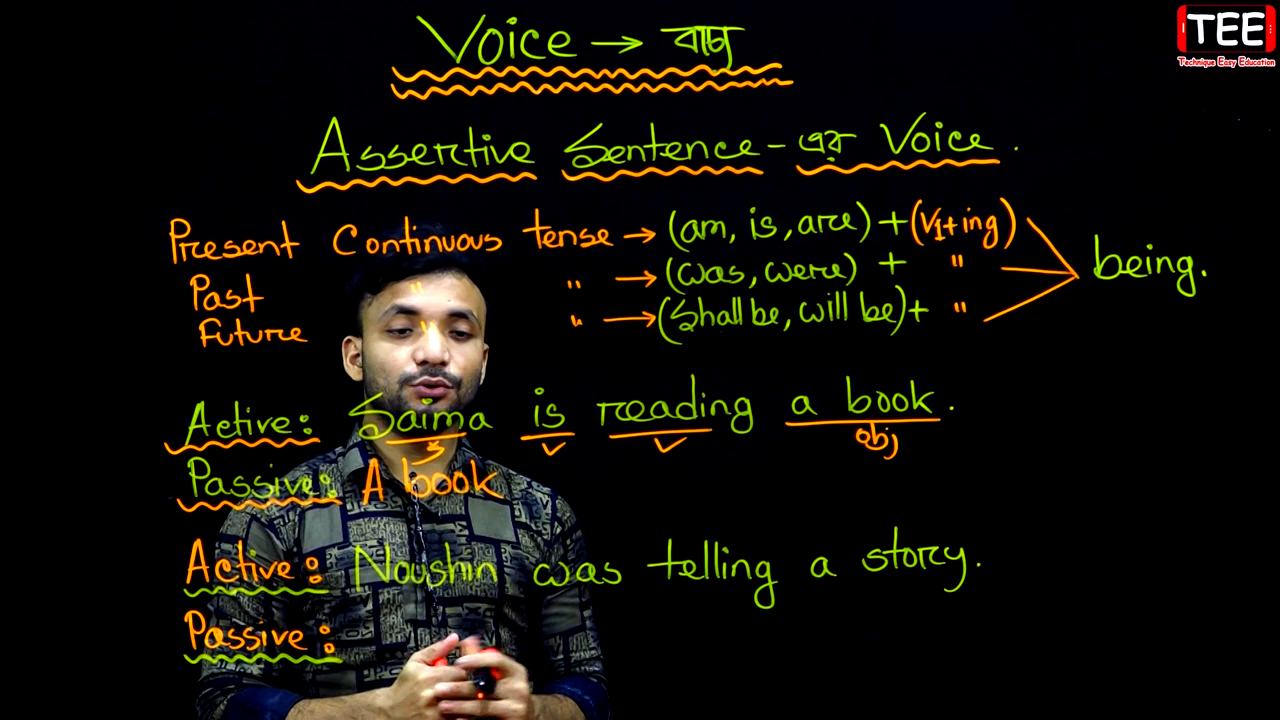 TEE
Technique Easy Education
Voice → বাচ্য
Assertive Sentence - এর Voice.
Present Continuous tense → (am, is, are) + (V1+ing)
Past " " → (was, were) + "
Future " " → (Shall be, will be) + "
being.
Active: Saima is reading a book.
S V V obj
Passive: A book
Active: Noushin was telling a story.
Passive: